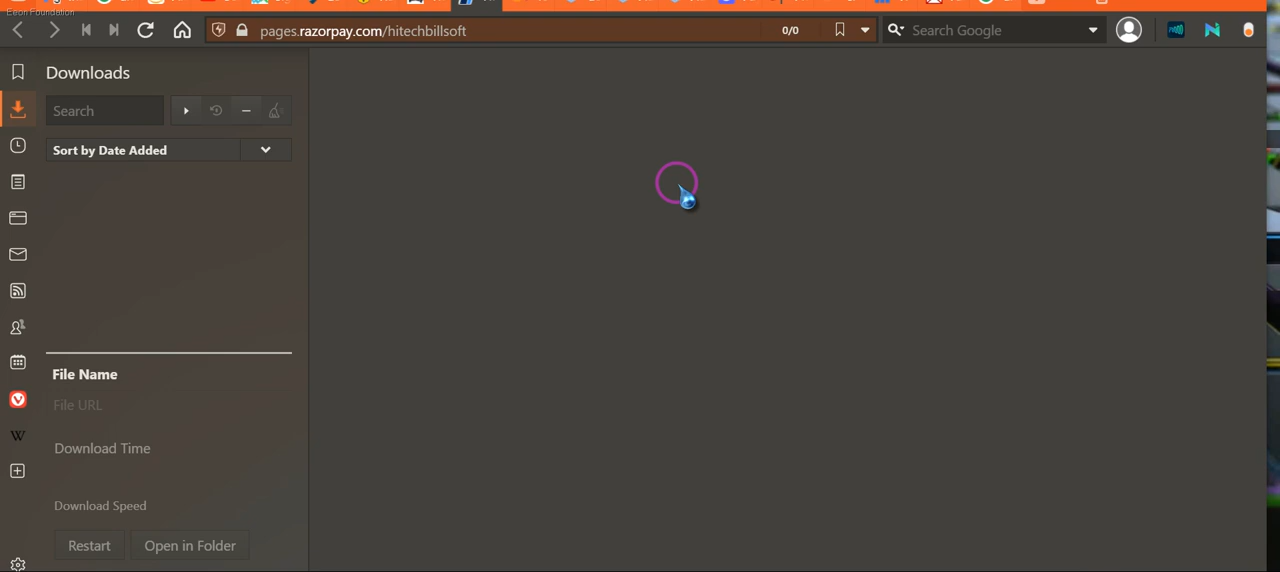 Eeon Foundation
pages.razorpay.com/hitechbillsoft
0/0
Search Google
Downloads
Search
Sort by Date Added
File Name
File URL
Download Time
Download Speed
Restart
Open in Folder
W